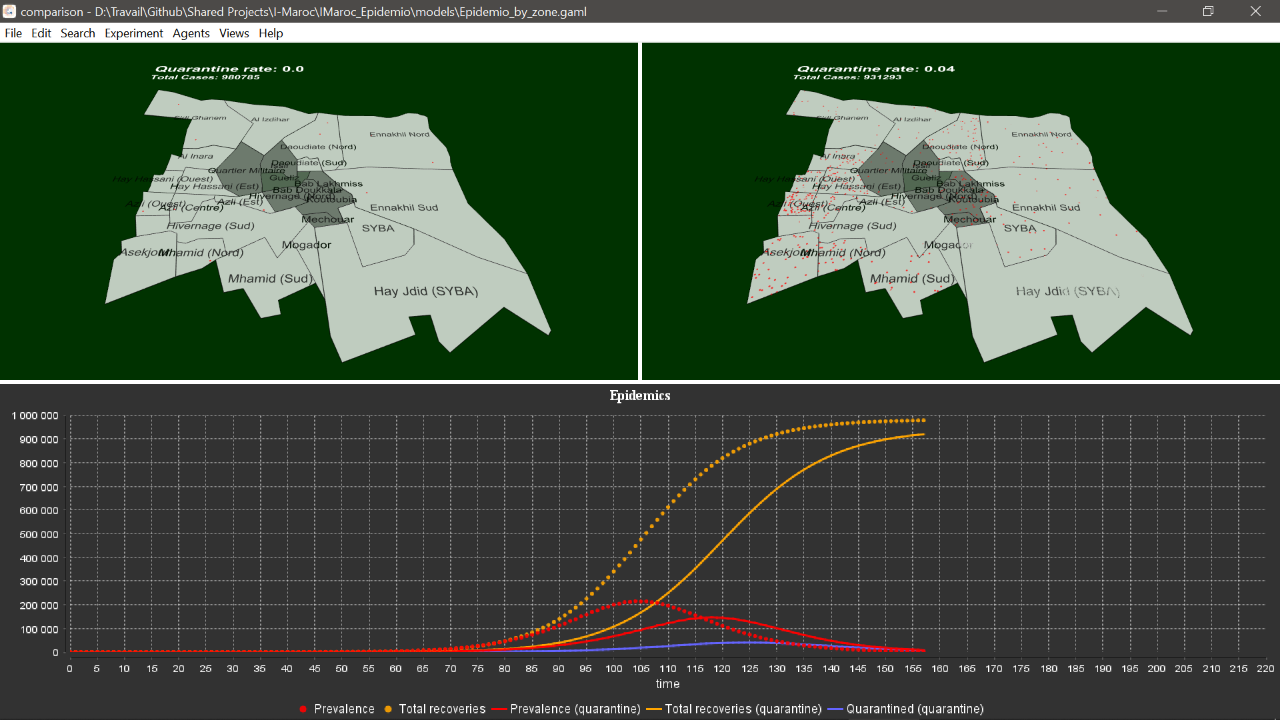 comparison - D:\Travail\Github\Shared Projects\I-Maroc\IMaroc_Epidemio\models\Epidemio_by_zone.gaml
File Edit Search Experiment Agents Views Help
Quarantine rate: 0.0
Total Cases: 980785
Sidi Ghanem
Al Izdihar
Ennakhil Nord
Daoudiate (Nord)
Al Inara
Daoudiate (Sud)
Quartier Militaire
Gueliz
Hay Hassani (Ouest)
Hay Hassani (Est)
Bab Lakhmiss
Bab Doukkala
Hivernage (Nord)
Koutoubia
Azli (Ouest)
Azli (Centre)
Azli (Est)
Ennakhil Sud
Mechouar
Hivernage (Sud)
SYBA
Mogador
Asekjour
Mhamid (Nord)
Mhamid (Sud)
Hay Jdid (SYBA)
Quarantine rate: 0.04
Total Cases: 931293
Sidi Ghanem
Al Izdihar
Ennakhil Nord
Daoudiate (Nord)
Al Inara
Daoudiate (Sud)
Quartier Militaire
Gueliz
Hay Hassani (Ouest)
Hay Hassani (Est)
Bab Lakhmiss
Bab Doukkala
Hivernage (Nord)
Koutoubia
Azli (Ouest)
Azli (Centre)
Azli (Est)
Ennakhil Sud
Mechouar
Hivernage (Sud)
SYBA
Mogador
Asekjour
Mhamid (Nord)
Mhamid (Sud)
Hay Jdid (SYBA)
Epidemics
1 000 000
900 000
800 000
700 000
600 000
500 000
400 000
300 000
200 000
100 000
0
0 5 10 15 20 25 30 35 40 45 50 55 60 65 70 75 80 85 90 95 100 105 110 115 120 125 130 135 140 145 150 155 160 165 170 175 180 185 190 195 200 205 210 215 220
time
Prevalence Total recoveries Prevalence (quarantine) Total recoveries (quarantine) Quarantined (quarantine)